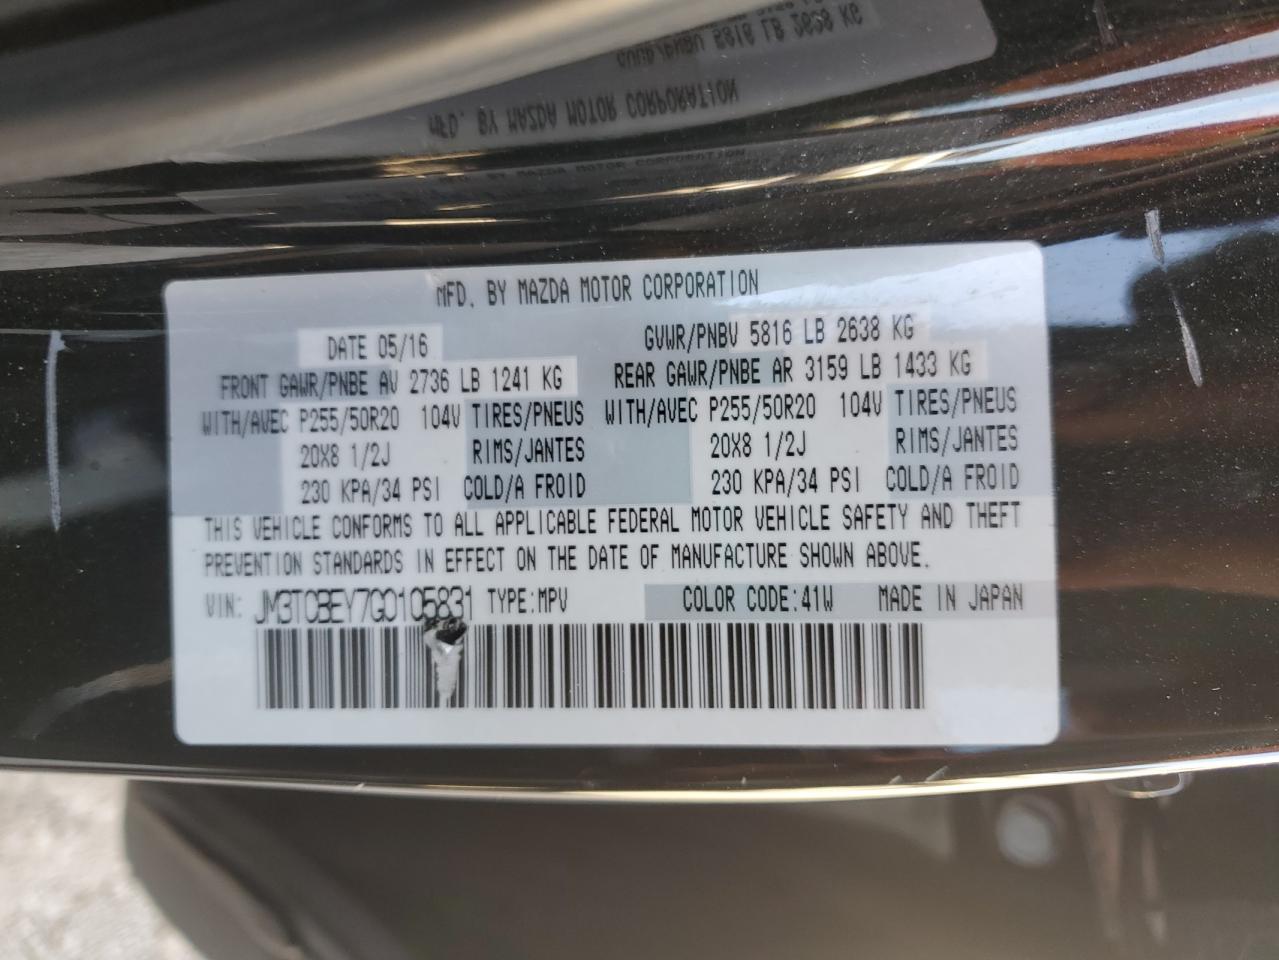 MFD. BY MAZDA MOTOR CORPORATION
DATE 05/16 GVWR/PNBV 5816 LB 2638 KG
FRONT GAWR/PNBE AV 2736 LB 1241 KG REAR GAWR/PNBE AR 3159 LB 1433 KG
WITH/AVEC P255/50R20 104V TIRES/PNEUS WITH/AVEC P255/50R20 104V TIRES/PNEUS
20X8 1/2J RIMS/JANTES 20X8 1/2J RIMS/JANTES
230 KPA/34 PSI COLD/A FROID 230 KPA/34 PSI COLD/A FROID
THIS VEHICLE CONFORMS TO ALL APPLICABLE FEDERAL MOTOR VEHICLE SAFETY AND THEFT
PREVENTION STANDARDS IN EFFECT ON THE DATE OF MANUFACTURE SHOWN ABOVE.
VIN: JM3TCBEY7G0105831 TYPE:MPV COLOR CODE:41W MADE IN JAPAN